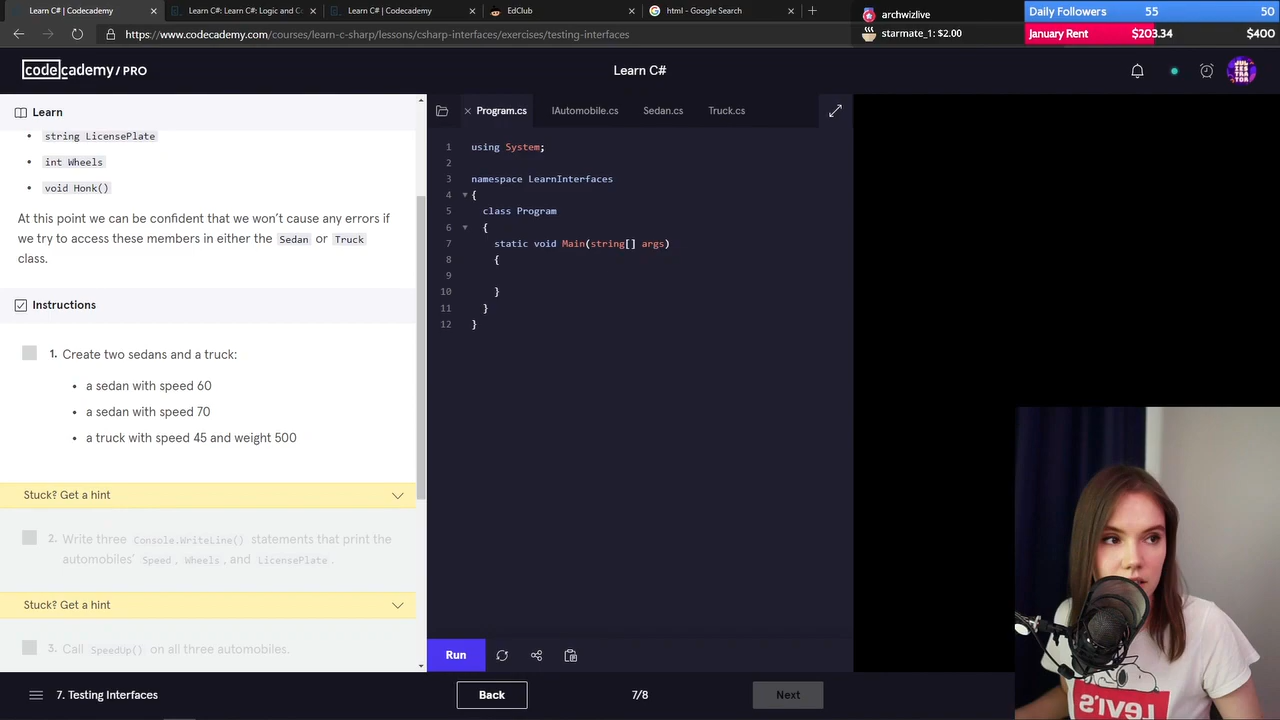 Learn C# | Codecademy
Learn C#: Learn C#: Logic and Co
Learn C# | Codecademy
EdClub
html - Google Search
archwizlive
starmate_1: $2.00
Daily Followers 55 50
January Rent $203.34 $400
https://www.codecademy.com/courses/learn-c-sharp/lessons/csharp-interfaces/exercises/testing-interfaces
codecademy/PRO
Learn C#
Learn
string LicensePlate
int Wheels
void Honk()
At this point we can be confident that we won't cause any errors if
we try to access these members in either the Sedan or Truck
class.
Instructions
1. Create two sedans and a truck:
a sedan with speed 60
a sedan with speed 70
a truck with speed 45 and weight 500
Stuck? Get a hint
2. Write three Console.WriteLine() statements that print the
automobiles' Speed, Wheels, and LicensePlate.
Stuck? Get a hint
3. Call SpeedUp() on all three automobiles.
Program.cs
IAutomobile.cs
Sedan.cs
Truck.cs
1 using System;
2
3 namespace LearnInterfaces
4 {
5 class Program
6 {
7 static void Main(string[] args)
8 {
9
10 }
11 }
12 }
Run
7. Testing Interfaces
Back
7/8
Next
LEVI'S